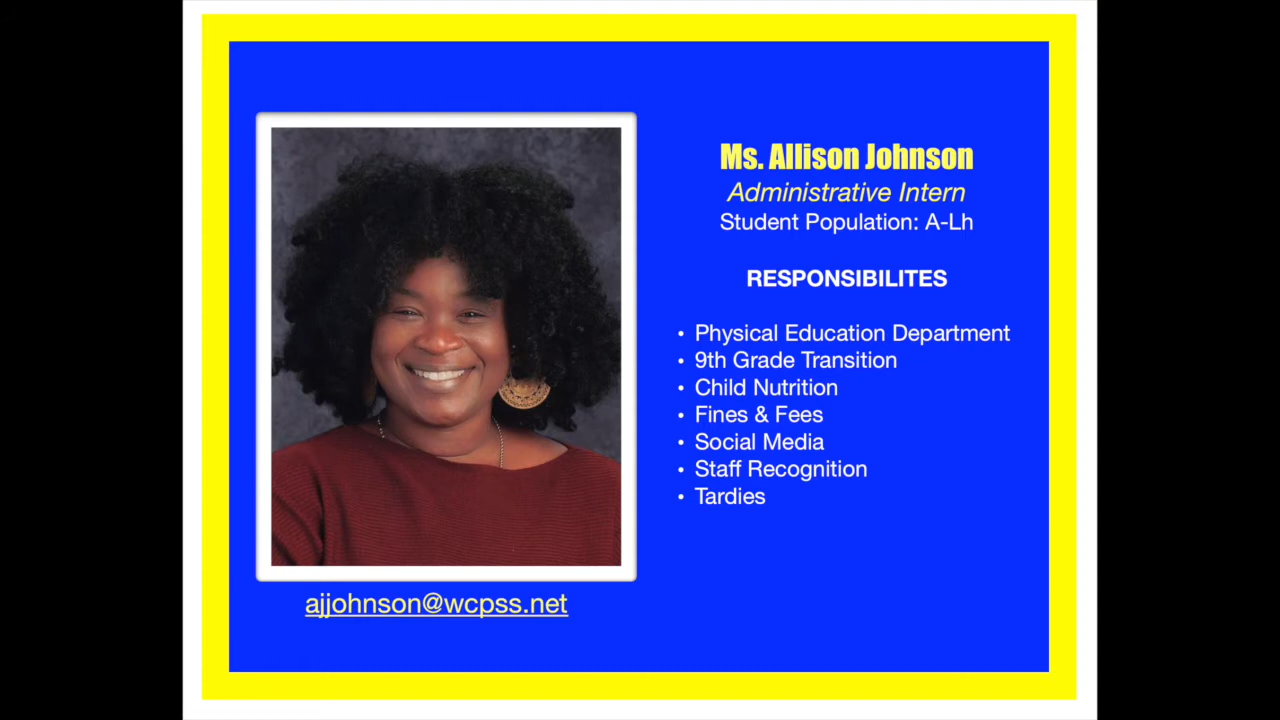 Ms. Allison Johnson
Administrative Intern
Student Population: A-Lh
RESPONSIBILITES
• Physical Education Department
• 9th Grade Transition
• Child Nutrition
• Fines & Fees
• Social Media
• Staff Recognition
• Tardies
ajjohnson@wcpss.net